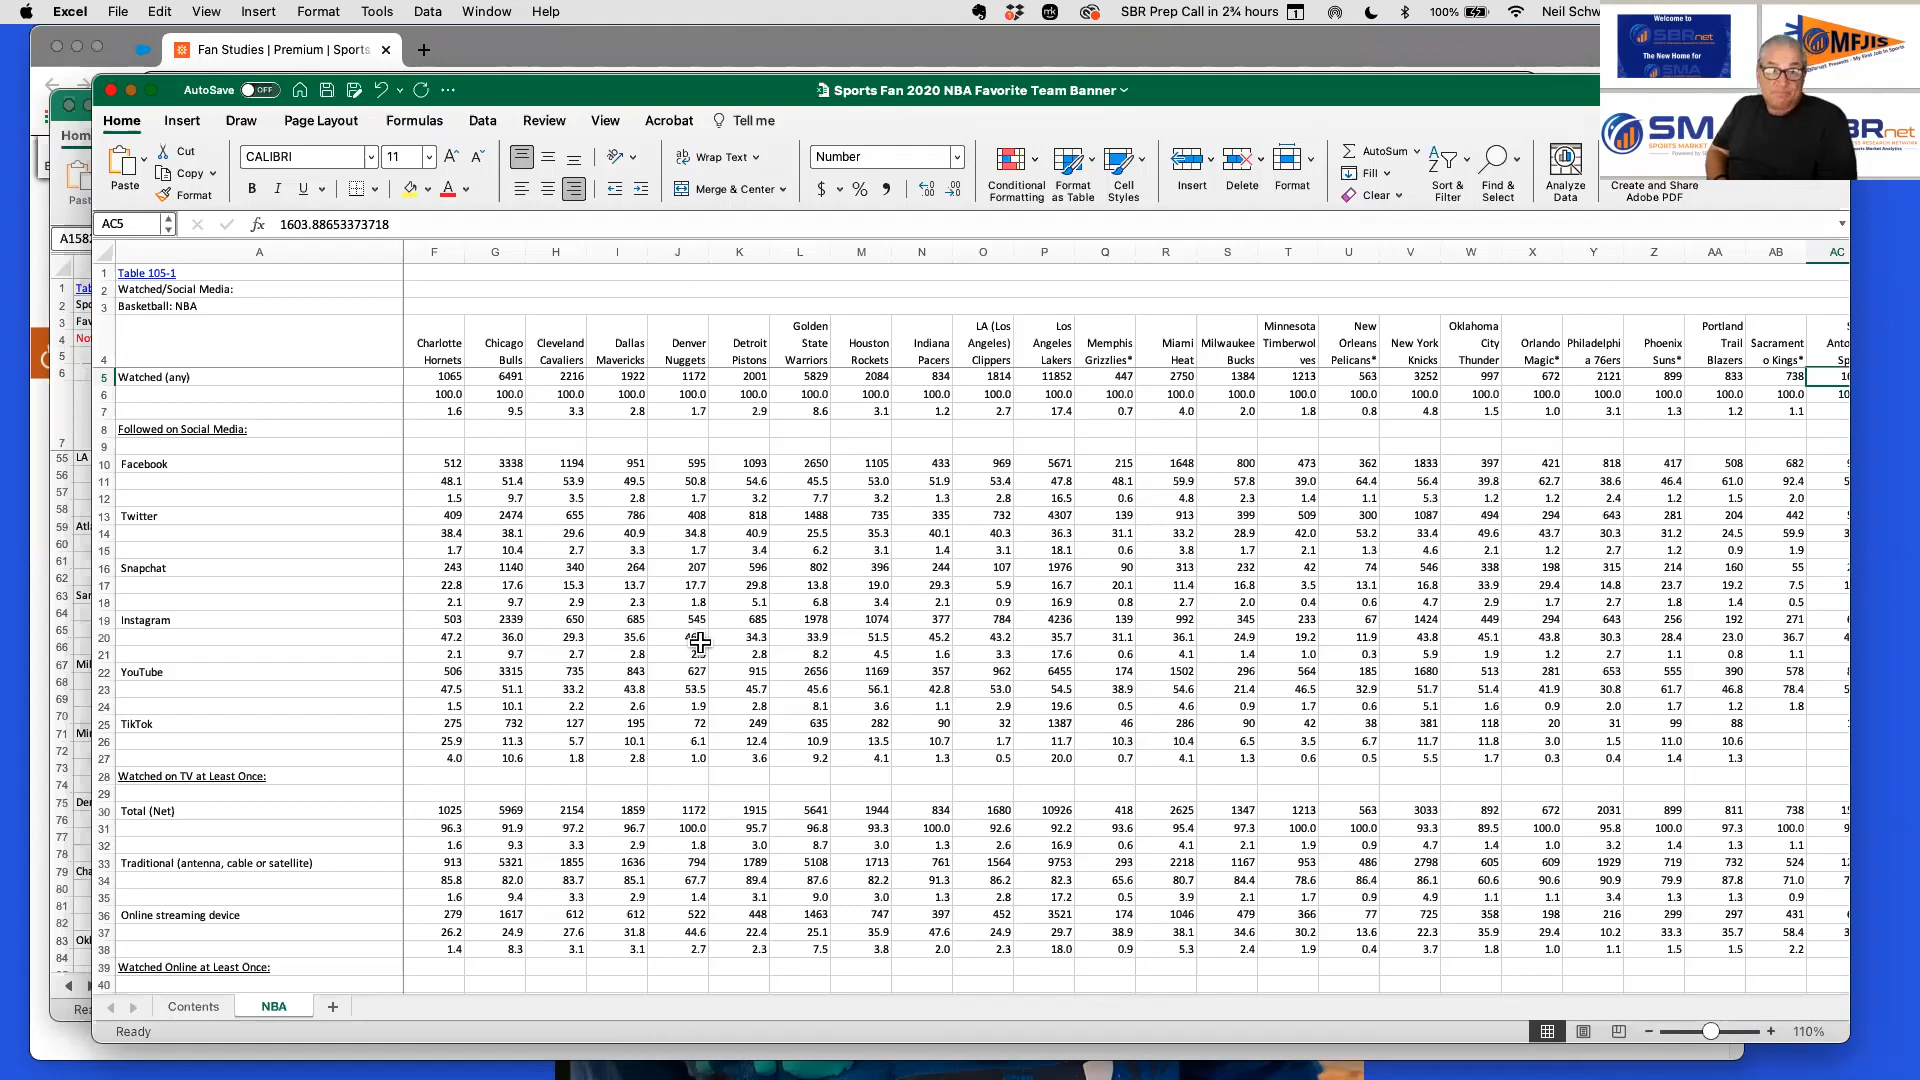 Excel File Edit View Insert Format Tools Data Window Help SBR Prep Call in 2¾ hours 1 100% Neil Schw
Fan Studies | Premium | Sports
AutoSave OFF Sports Fan 2020 NBA Favorite Team Banner
Home Insert Draw Page Layout Formulas Data Review View Acrobat Tell me
Paste Cut Copy Format CALIBRI 11 B I U Wrap Text Merge & Center Number $ % Conditional Formatting Format as Table Cell Styles Insert Delete Format AutoSum Fill Clear Sort & Filter Find & Select Analyze Data Create and Share Adobe PDF
Welcome to SBRnet The New Home for SMA
MFJIS
SMA SPORTS MARKET
AC5 fx 1603.88653373718
A F G H I J K L M N O P Q R S T U V W X Y Z AA AB AC
1 Table 105-1
2 Watched/Social Media:
3 Basketball: NBA
4 Charlotte Hornets Chicago Bulls Cleveland Cavaliers Dallas Mavericks Denver Nuggets Detroit Pistons Golden State Warriors Houston Rockets Indiana Pacers LA (Los Angeles) Clippers Los Angeles Lakers Memphis Grizzlies* Miami Heat Milwaukee Bucks Minnesota Timberwolves New Orleans Pelicans* New York Knicks Oklahoma City Thunder Orlando Magic* Philadelphia 76ers Phoenix Suns* Portland Trail Blazers Sacramento Kings*
5 Watched (any) 1065 6491 2216 1922 1172 2001 5829 2084 834 1814 11852 447 2750 1384 1213 563 3252 997 672 2121 899 833 738
6 100.0 100.0 100.0 100.0 100.0 100.0 100.0 100.0 100.0 100.0 100.0 100.0 100.0 100.0 100.0 100.0 100.0 100.0 100.0 100.0 100.0 100.0 100.0
7 1.6 9.5 3.3 2.8 1.7 2.9 8.6 3.1 1.2 2.7 17.4 0.7 4.0 2.0 1.8 0.8 4.8 1.5 1.0 3.1 1.3 1.2 1.1
8 Followed on Social Media:
9
10 Facebook 512 3338 1194 951 595 1093 2650 1105 433 969 5671 215 1648 800 473 362 1833 397 421 818 417 508 682
11 48.1 51.4 53.9 49.5 50.8 54.6 45.5 53.0 51.9 53.4 47.8 48.1 59.9 57.8 39.0 64.4 56.4 39.8 62.7 38.6 46.4 61.0 92.4
12 1.5 9.7 3.5 2.8 1.7 3.2 7.7 3.2 1.3 2.8 16.5 0.6 4.8 2.3 1.4 1.1 5.3 1.2 1.2 2.4 1.2 1.5 2.0
13 Twitter 409 2474 655 786 408 818 1488 735 335 732 4307 139 913 399 509 300 1087 494 294 643 281 204 442
14 38.4 38.1 29.6 40.9 34.8 40.9 25.5 35.3 40.1 40.3 36.3 31.1 33.2 28.9 42.0 53.2 33.4 49.6 43.7 30.3 31.2 24.5 59.9
15 1.7 10.4 2.7 3.3 1.7 3.4 6.2 3.1 1.4 3.1 18.1 0.6 3.8 1.7 2.1 1.3 4.6 2.1 1.2 2.7 1.2 0.9 1.9
16 Snapchat 243 1140 340 264 207 596 802 396 244 107 1976 90 313 232 42 74 546 338 198 315 214 160 55
17 22.8 17.6 15.3 13.7 17.7 29.8 13.8 19.0 29.3 5.9 16.7 20.1 11.4 16.8 3.5 13.1 16.8 33.9 29.4 14.8 23.7 19.2 7.5
18 2.1 9.7 2.9 2.3 1.8 5.1 6.8 3.4 2.1 0.9 16.9 0.8 2.7 2.0 0.4 0.6 4.7 2.9 1.7 2.7 1.8 1.4 0.5
19 Instagram 503 2339 650 685 545 685 1978 1074 377 784 4236 139 992 345 233 67 1424 449 294 643 256 192 271
20 47.2 36.0 29.3 35.6 34.3 33.9 51.5 45.2 43.2 35.7 31.1 36.1 24.9 19.2 11.9 43.8 45.1 43.8 30.3 28.4 23.0 36.7
21 2.1 9.7 2.7 2.8 2.8 8.2 4.5 1.6 3.3 17.6 0.6 4.1 1.4 1.0 0.3 5.9 1.9 1.2 2.7 1.1 0.8 1.1
22 YouTube 506 3315 735 843 627 915 2656 1169 357 962 6455 174 1502 296 564 185 1680 513 281 653 555 390 578
23 47.5 51.1 33.2 43.8 53.5 45.7 45.6 56.1 42.8 53.0 54.5 38.9 54.6 21.4 46.5 32.9 51.7 51.4 41.9 30.8 61.7 46.8 78.4
24 1.5 10.1 2.2 2.6 1.9 2.8 8.1 3.6 1.1 2.9 19.6 0.5 4.6 0.9 1.7 0.6 5.1 1.6 0.9 2.0 1.7 1.2 1.8
25 TikTok 275 732 127 195 72 249 635 282 90 32 1387 46 286 90 42 38 381 118 20 31 99 88
26 25.9 11.3 5.7 10.1 6.1 12.4 10.9 13.5 10.7 1.7 11.7 10.3 10.4 6.5 3.5 6.7 11.7 11.8 3.0 1.5 11.0 10.6
27 4.0 10.6 1.8 2.8 1.0 3.6 9.2 4.1 1.3 0.5 20.0 0.7 4.1 1.3 0.6 0.5 5.5 1.7 0.3 0.4 1.4 1.3
28 Watched on TV at Least Once:
29
30 Total (Net) 1025 5969 2154 1859 1172 1915 5641 1944 834 1680 10926 418 2625 1347 1213 563 3033 892 672 2031 899 811 738
31 96.3 91.9 97.2 96.7 100.0 95.7 96.8 93.3 100.0 92.6 92.2 93.6 95.4 97.3 100.0 100.0 93.3 89.5 100.0 95.8 100.0 97.3 100.0
32 1.6 9.3 3.3 2.9 1.8 3.0 8.7 3.0 1.3 2.6 16.9 0.6 4.1 2.1 1.9 0.9 4.7 1.4 1.0 3.2 1.4 1.3 1.1
33 Traditional (antenna, cable or satellite) 913 5321 1855 1636 794 1789 5108 1713 761 1564 9753 293 2218 1167 953 486 2798 605 609 1929 719 732 524
34 85.8 82.0 83.7 85.1 67.7 89.4 87.6 82.2 91.3 86.2 82.3 65.6 80.7 84.4 78.6 86.4 86.1 60.6 90.6 90.9 79.9 87.8 71.0
35 1.6 9.4 3.3 2.9 1.4 3.1 9.0 3.0 1.3 2.8 17.2 0.5 3.9 2.1 1.7 0.9 4.9 1.1 1.1 3.4 1.3 1.3 0.9
36 Online streaming device 279 1617 612 612 522 448 1463 747 397 452 3521 174 1046 479 366 77 725 358 198 216 299 297 431
37 26.2 24.9 27.6 31.8 44.6 22.4 25.1 35.9 47.6 24.9 29.7 38.9 38.1 34.6 30.2 13.6 22.3 35.9 29.4 10.2 33.3 35.7 58.4
38 1.4 8.3 3.1 3.1 2.7 2.3 7.5 3.8 2.0 2.3 18.0 0.9 5.3 2.4 1.9 0.4 3.7 1.8 1.0 1.1 1.5 1.5 2.2
39 Watched Online at Least Once:
40
Contents NBA
Ready 110%